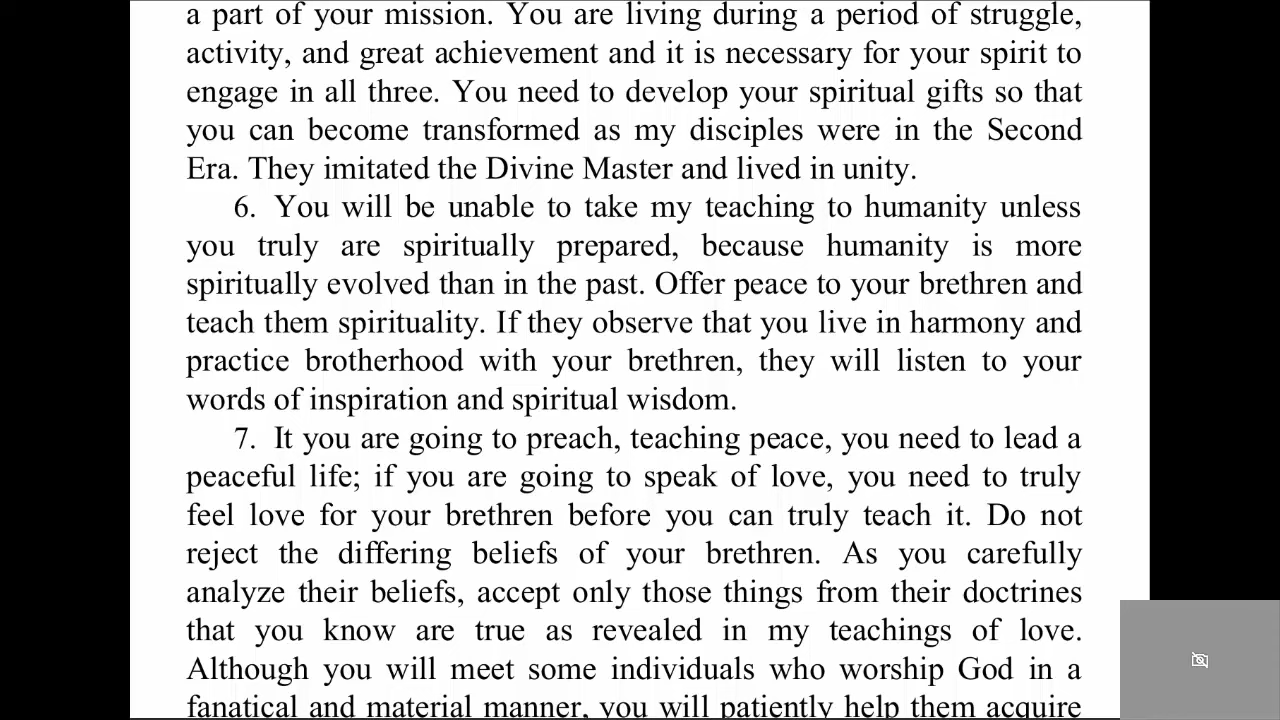 a part of your mission. You are living during a period of struggle,
activity, and great achievement and it is necessary for your spirit to
engage in all three. You need to develop your spiritual gifts so that
you can become transformed as my disciples were in the Second
Era. They imitated the Divine Master and lived in unity.
6. You will be unable to take my teaching to humanity unless
you truly are spiritually prepared, because humanity is more
spiritually evolved than in the past. Offer peace to your brethren and
teach them spirituality. If they observe that you live in harmony and
practice brotherhood with your brethren, they will listen to your
words of inspiration and spiritual wisdom.
7. It you are going to preach, teaching peace, you need to lead a
peaceful life; if you are going to speak of love, you need to truly
feel love for your brethren before you can truly teach it. Do not
reject the differing beliefs of your brethren. As you carefully
analyze their beliefs, accept only those things from their doctrines
that you know are true as revealed in my teachings of love.
Although you will meet some individuals who worship God in a
fanatical and material manner, you will patiently help them acquire